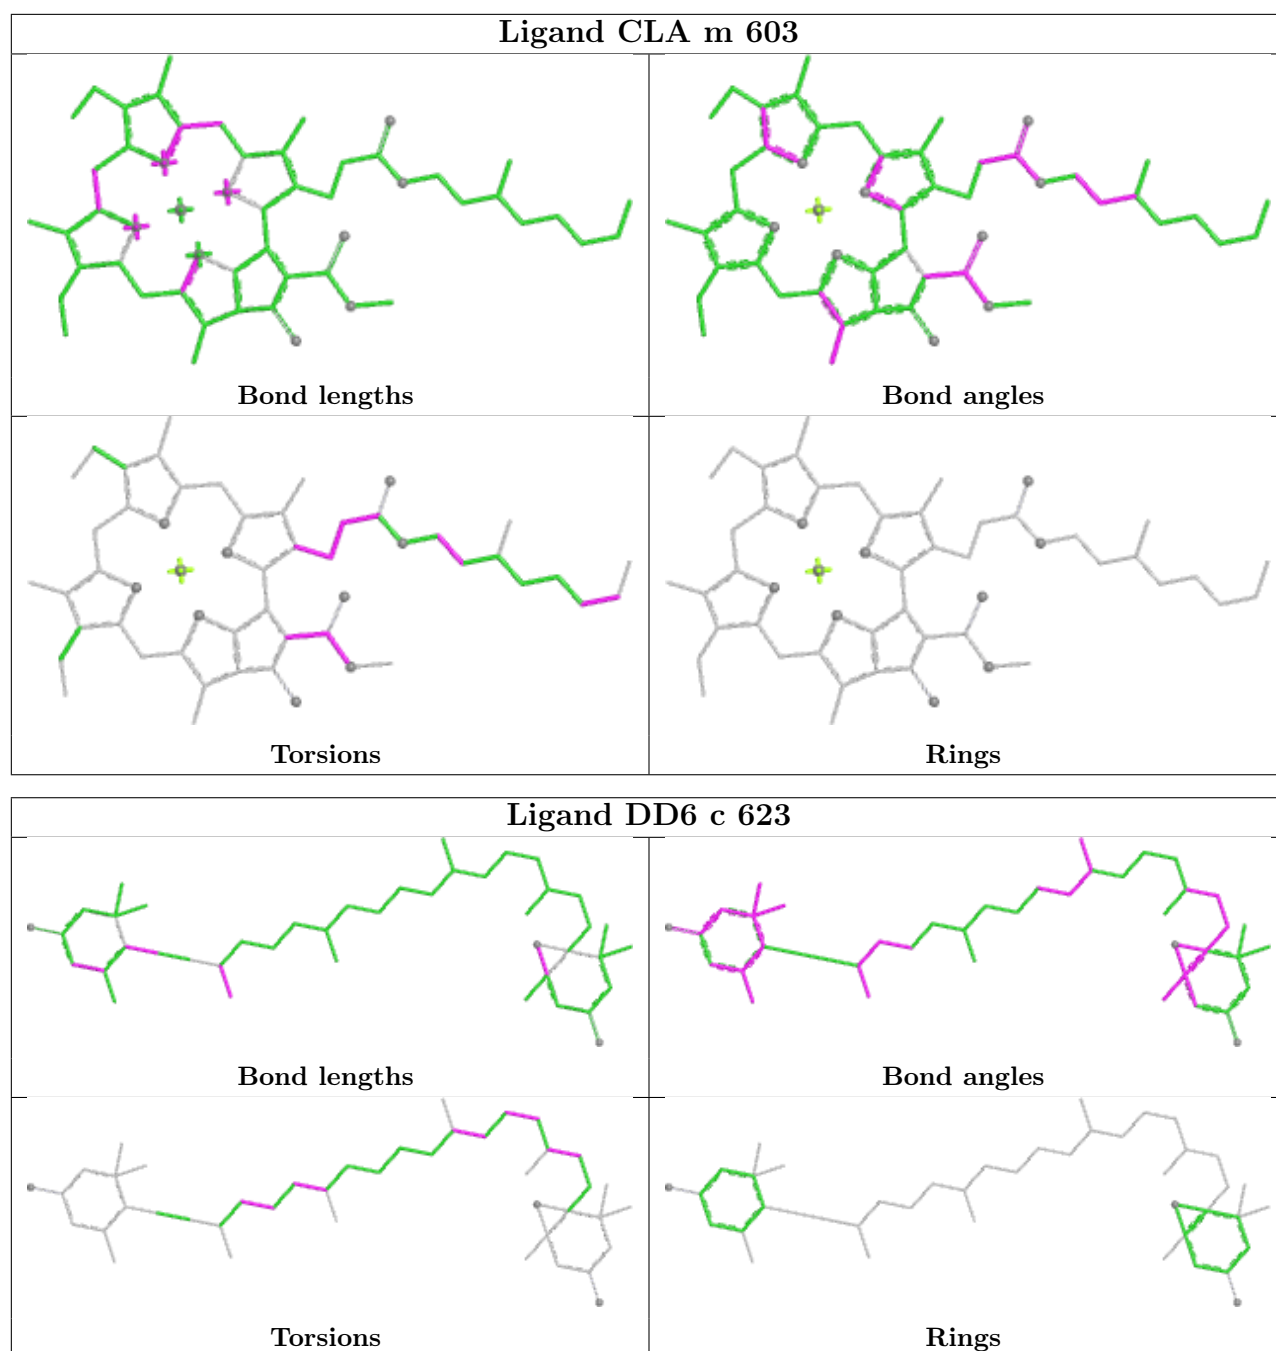 Ligand CLA m 603
Bond lengths
Bond angles
Torsions
Rings
Ligand DD6 c 623
Bond lengths
Bond angles
Torsions
Rings